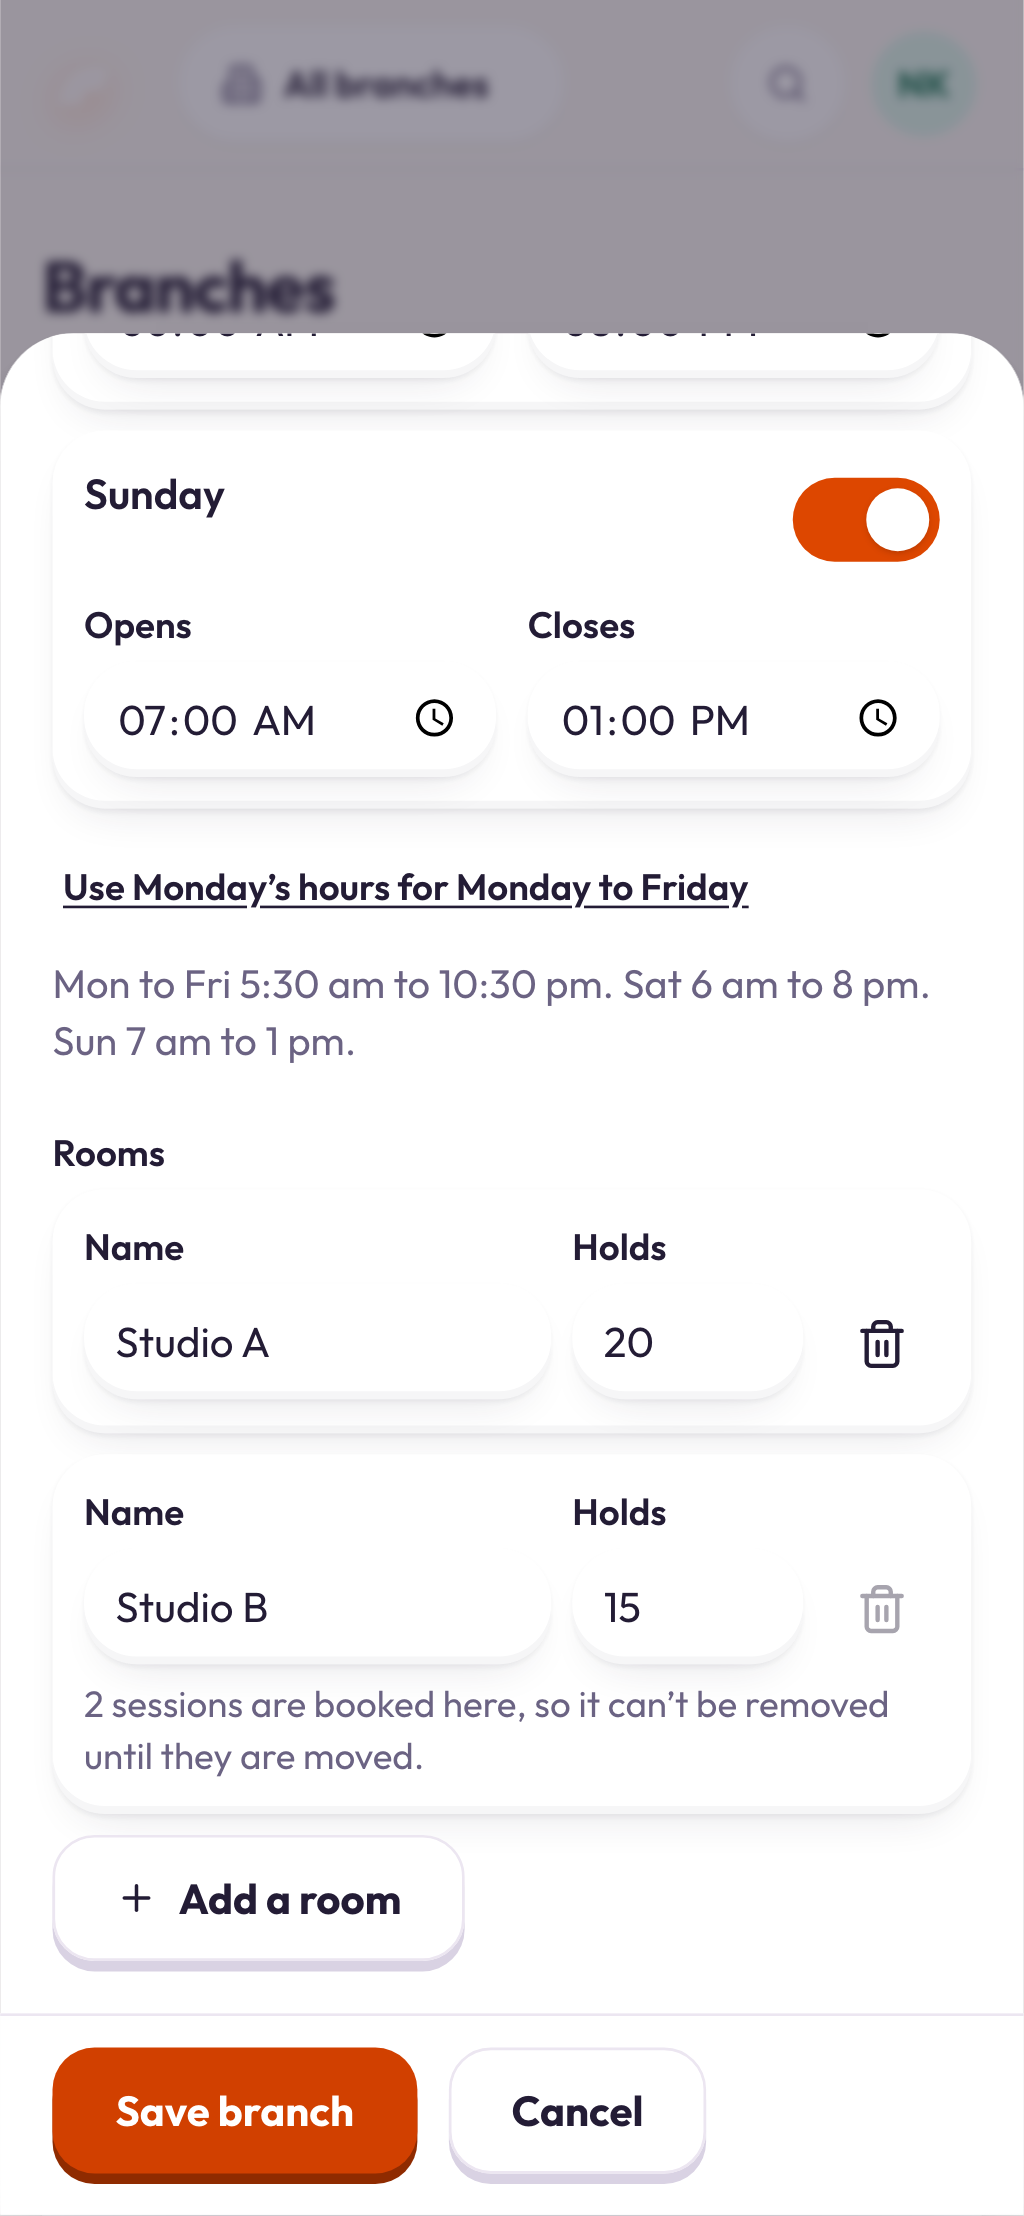 All branches
NK
Branches
Sunday
Opens
Closes
07:00 AM
01:00 PM
Use Monday’s hours for Monday to Friday
Mon to Fri 5:30 am to 10:30 pm. Sat 6 am to 8 pm.
Sun 7 am to 1 pm.
Rooms
Name
Holds
Studio A
20
Name
Holds
Studio B
15
2 sessions are booked here, so it can’t be removed
until they are moved.
Add a room
Save branch
Cancel